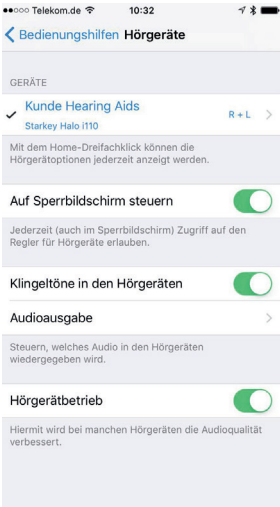 Telekom.de 10:32
Bedienungshilfen Hörgeräte
GERÄTE
Kunde Hearing Aids
R + L
Starkey Halo i110
Mit dem Home-Dreifachklick können die
Hörgerätoptionen jederzeit angezeigt werden.
Auf Sperrbildschirm steuern
Jederzeit (auch im Sperrbildschirm) Zugriff auf den
Regler für Hörgeräte erlauben.
Klingeltöne in den Hörgeräten
Audioausgabe
Steuern, welches Audio in den Hörgeräten
wiedergegeben wird.
Hörgerätbetrieb
Hiermit wird bei manchen Hörgeräten die Audioqualität
verbessert.